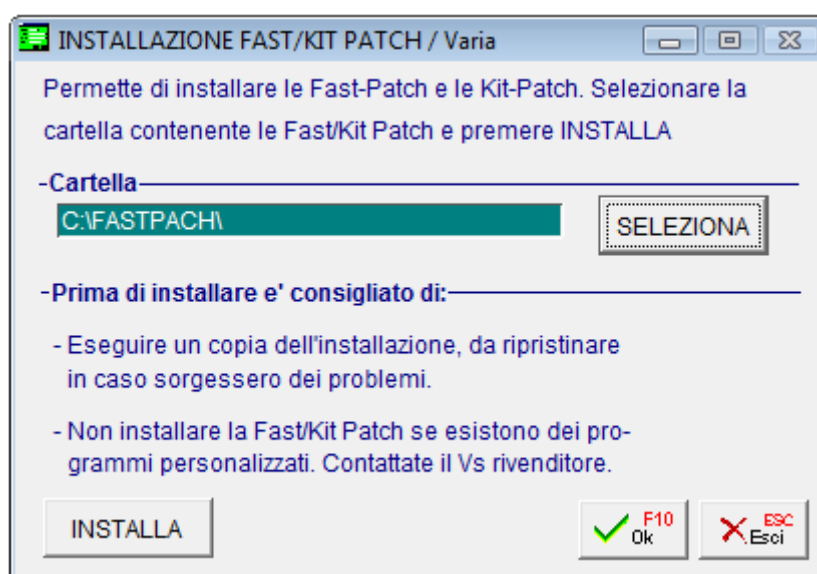 INSTALLAZIONE FAST/KIT PATCH / Varia
Permette di installare le Fast-Patch e le Kit-Patch. Selezionare la
cartella contenente le Fast/Kit Patch e premere INSTALLA
Cartella
C:\FASTPACH\
SELEZIONA
Prima di installare e' consigliato di:
- Eseguire un copia dell'installazione, da ripristinare
in caso sorgessero dei problemi.
- Non installare la Fast/Kit Patch se esistono dei pro-
grammi personalizzati. Contattate il Vs rivenditore.
INSTALLA
F10
Ok
ESC
Esci